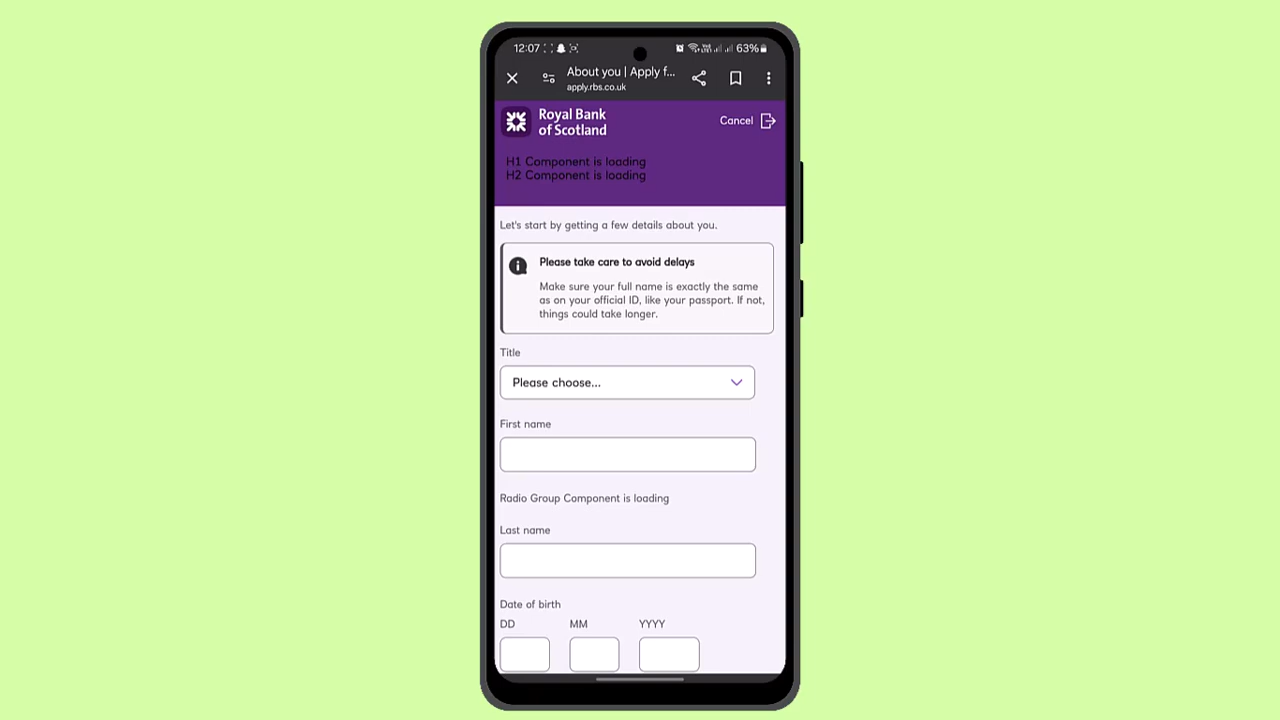 12:07 63%
About you | Apply f...
apply.rbs.co.uk
Royal Bank
of Scotland
Cancel
H1 Component is loading
H2 Component is loading
Let's start by getting a few details about you.
Please take care to avoid delays
Make sure your full name is exactly the same
as on your official ID, like your passport. If not,
things could take longer.
Title
Please choose...
First name
Radio Group Component is loading
Last name
Date of birth
DD MM YYYY